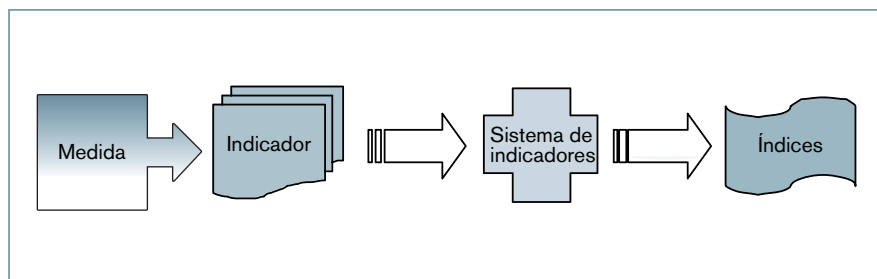 Medida
Indicador
Sistema de
indicadores
Índices